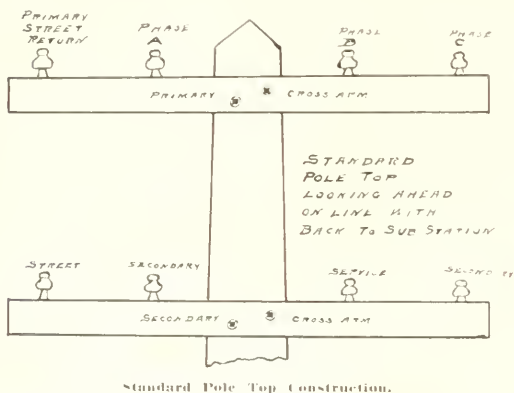 PRIMARY
STREET
RETURN
PHASE
A
PHASE
B
PHASE
C
PRIMARY CROSS ARM
STANDARD
POLE TOP
LOOKING AHEAD
ON LINE WITH
BACK TO SUB STATION
STREET
SECONDARY
SERVICE
SECONDRY
SECONDARY CROSS ARM
Standard Pole Top Construction.